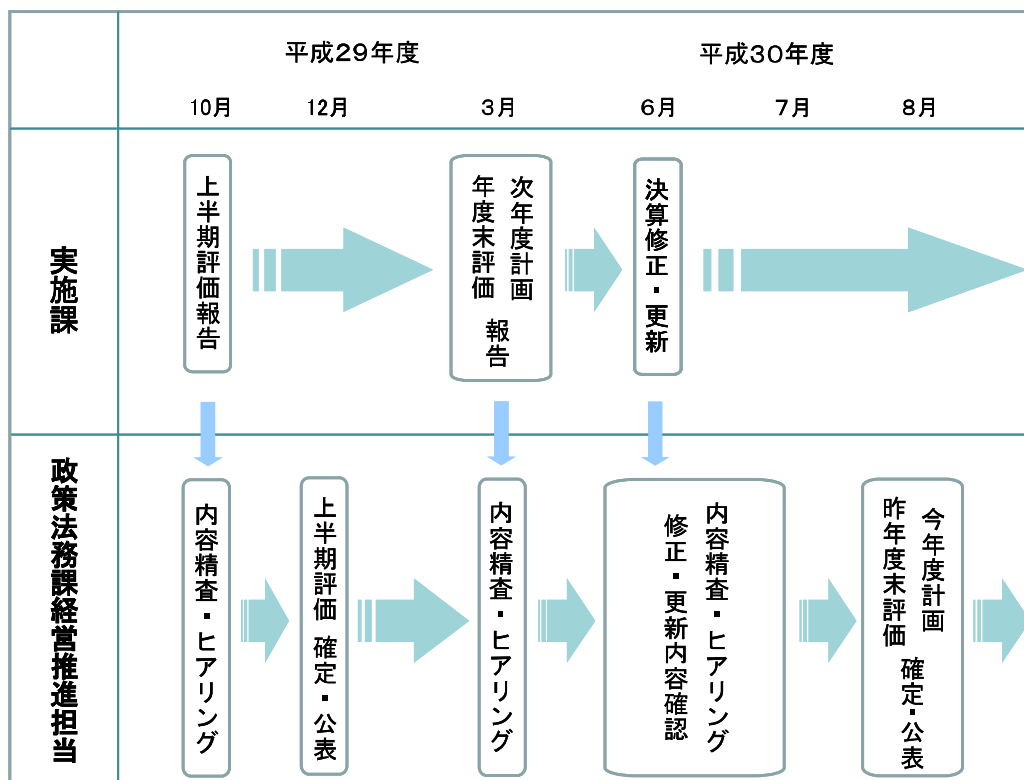 平成29年度
平成30年度
10月
12月
3月
6月
7月
8月
実施課
上半期評価報告
次年度計画
年度末評価
報告
決算修正・更新
政策法務課経営推進担当
内容精査・ヒアリング
上半期評価 確定・公表
内容精査・ヒアリング
内容精査・ヒアリング
修正・更新内容確認
今年度計画
昨年度末評価
確定・公表